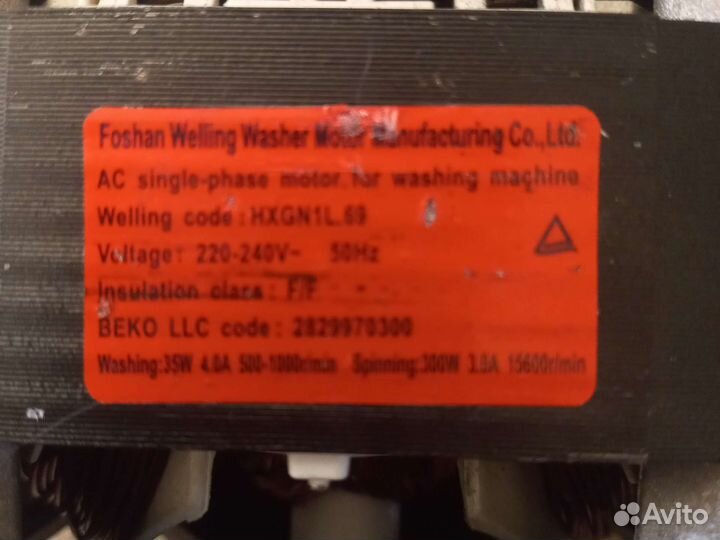 Foshan Welling Washer Motor Manufacturing Co.,Ltd.
AC single-phase motor for washing machine
Welling code: HXGN1L.69
Voltage: 220-240V~ 50Hz
Insulation class: F/F
BEKO LLC code: 2829970300
Washing:35W 4.0A 500-1000r/min Spinning:300W 3.0A 15600r/min
Avito